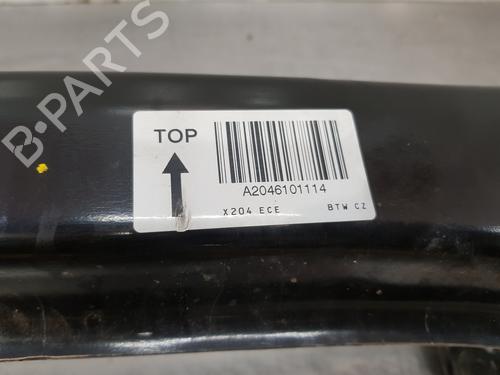 B-PARTS
TOP
A2046101114
X204 ECE
BTW CZ